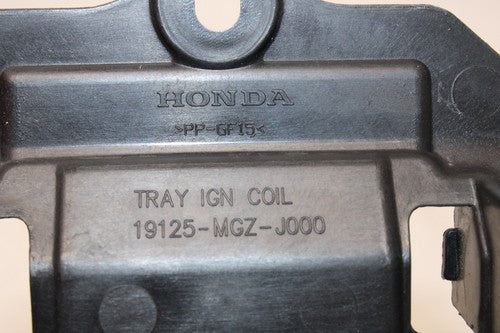 HONDA
>PP-GF15<
TRAY IGN COIL
19125-MGZ-J000